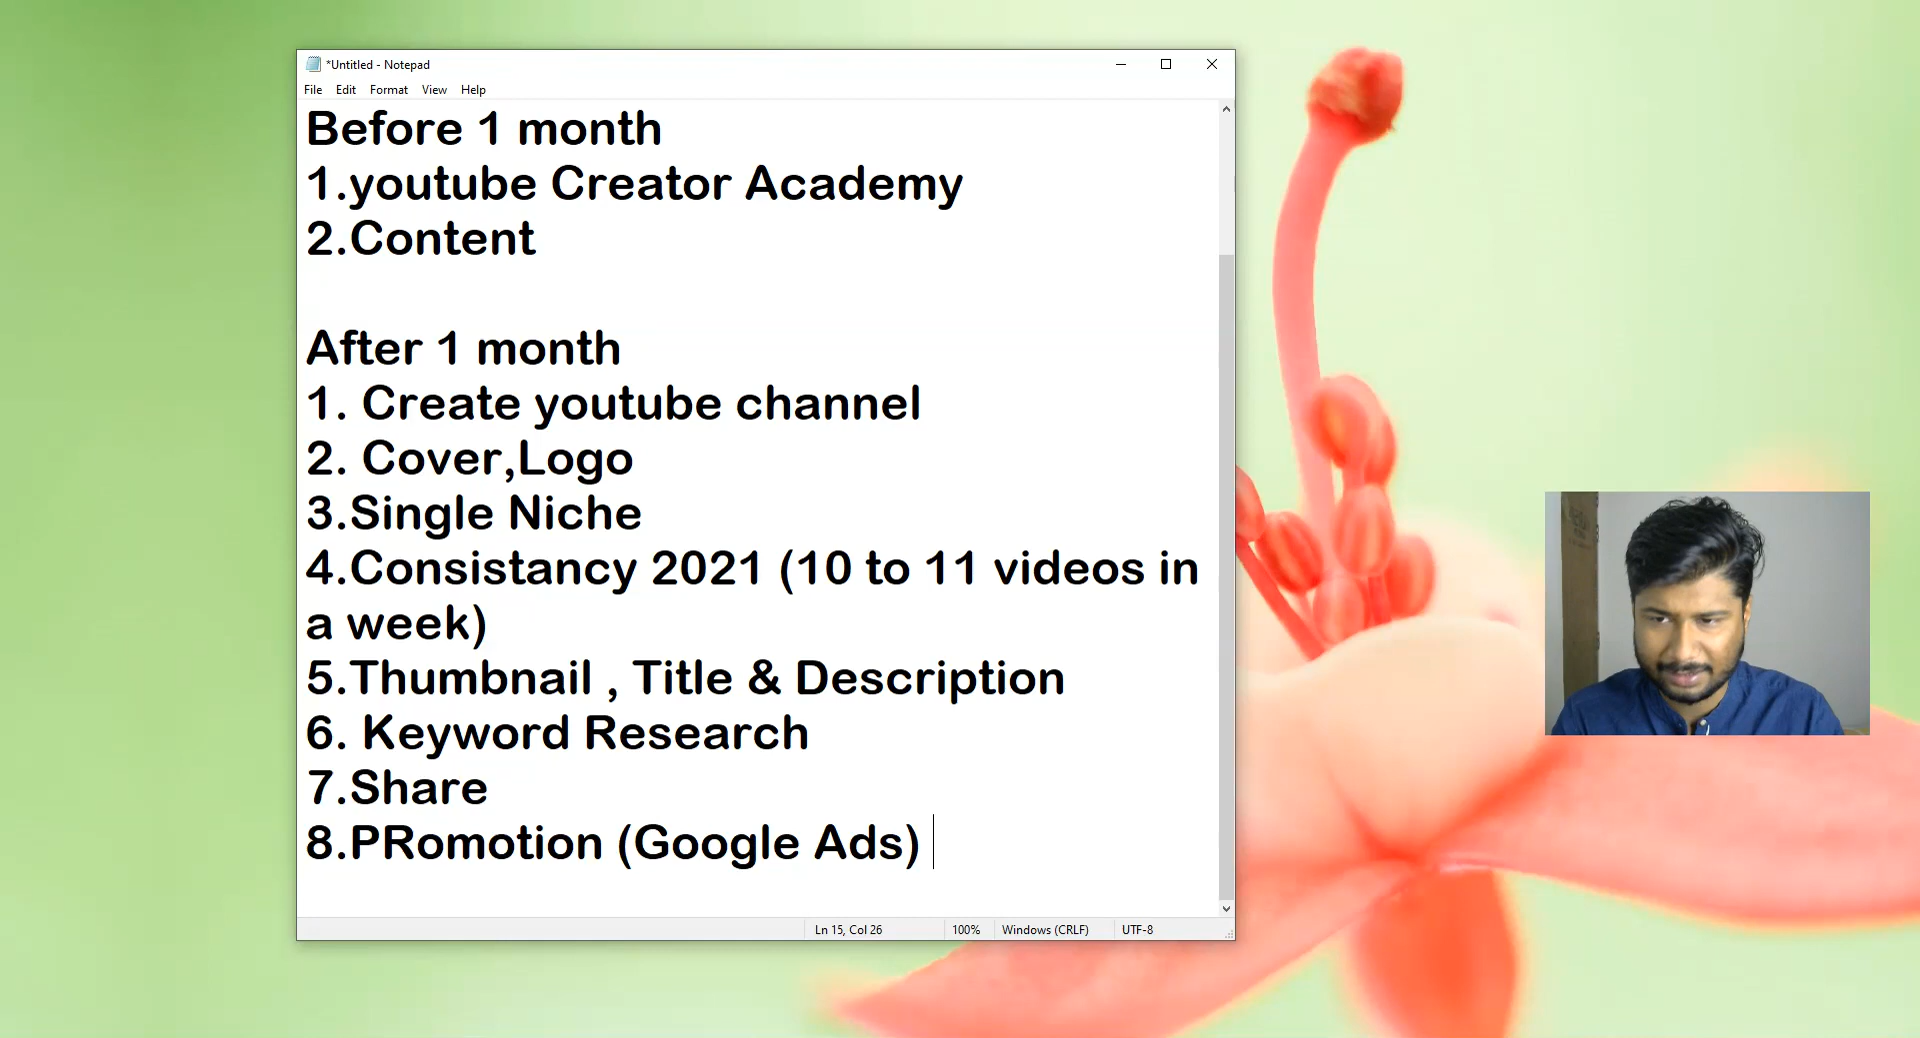 *Untitled - Notepad
File Edit Format View Help
Before 1 month
1.youtube Creator Academy
2.Content
After 1 month
1. Create youtube channel
2. Cover,Logo
3.Single Niche
4.Consistancy 2021 (10 to 11 videos in
a week)
5.Thumbnail , Title & Description
6. Keyword Research
7.Share
8.PRomotion (Google Ads)
Ln 15, Col 26 100% Windows (CRLF) UTF-8